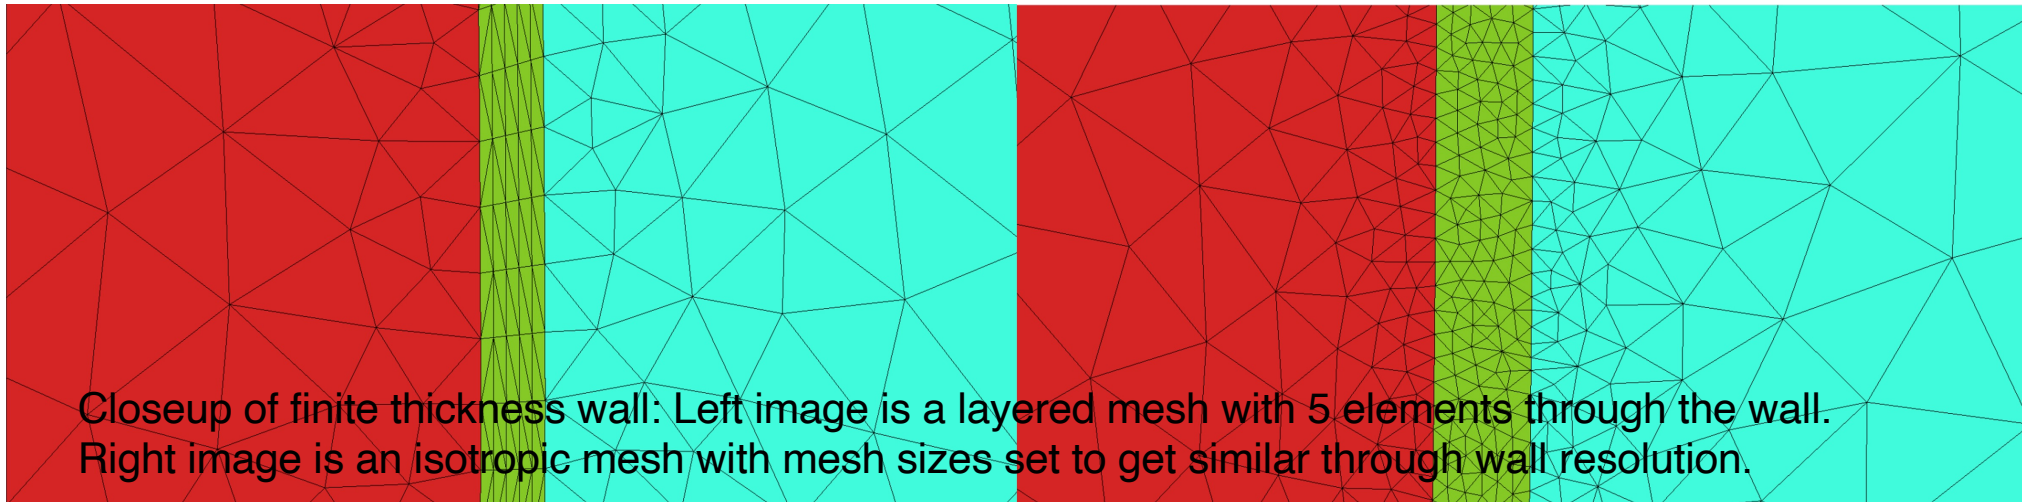 Closeup of finite thickness wall: Left image is a layered mesh with 5 elements through the wall.
Right image is an isotropic mesh with mesh sizes set to get similar through wall resolution.